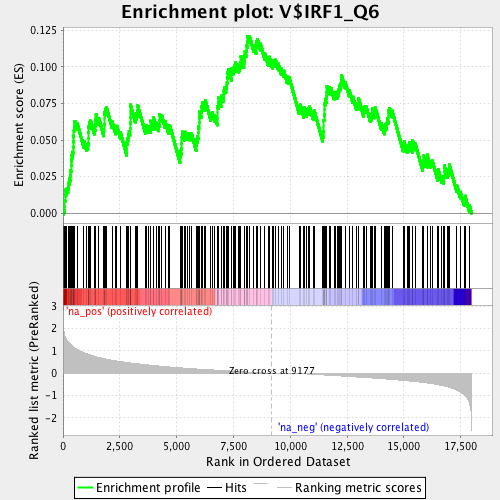 Enrichment plot: V$IRF1_Q6
Enrichment score (ES)
0.125
0.100
0.075
0.050
0.025
0.000
'na_pos' (positively correlated)
Ranked list metric (PreRanked)
3
2
1
0
-1
-2
Zero cross at 9177
'na_neg' (negatively correlated)
0
2,500
5,000
7,500
10,000
12,500
15,000
17,500
Rank in Ordered Dataset
Enrichment profile
Hits
Ranking metric scores